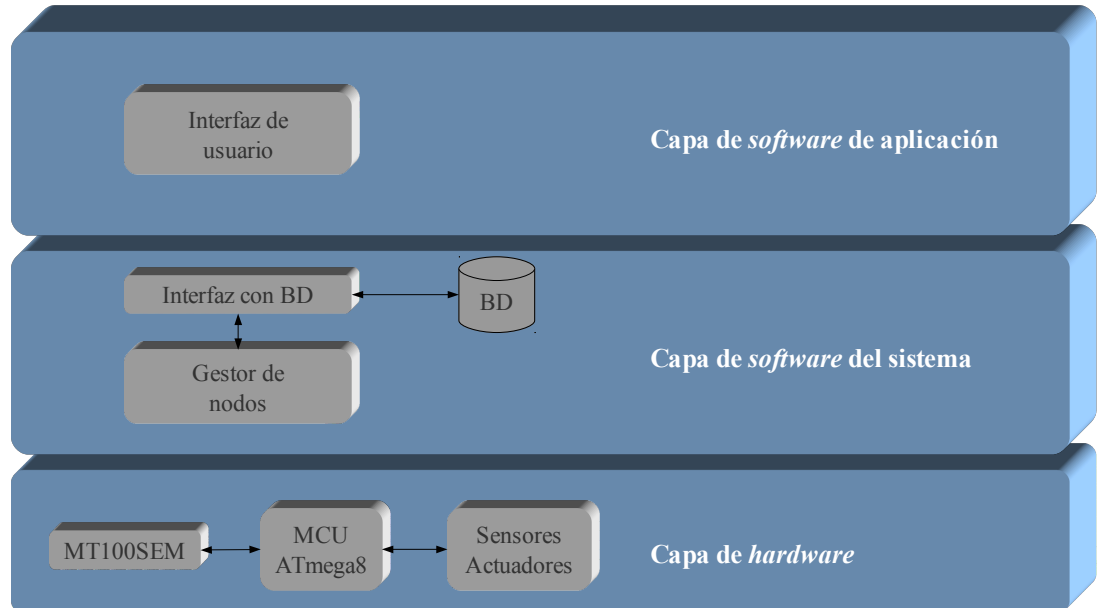 Interfaz de
usuario
Capa de software de aplicación
Interfaz con BD
BD
Capa de software del sistema
Gestor de
nodos
MT100SEM
MCU
ATmega8
Sensores
Actuadores
Capa de hardware